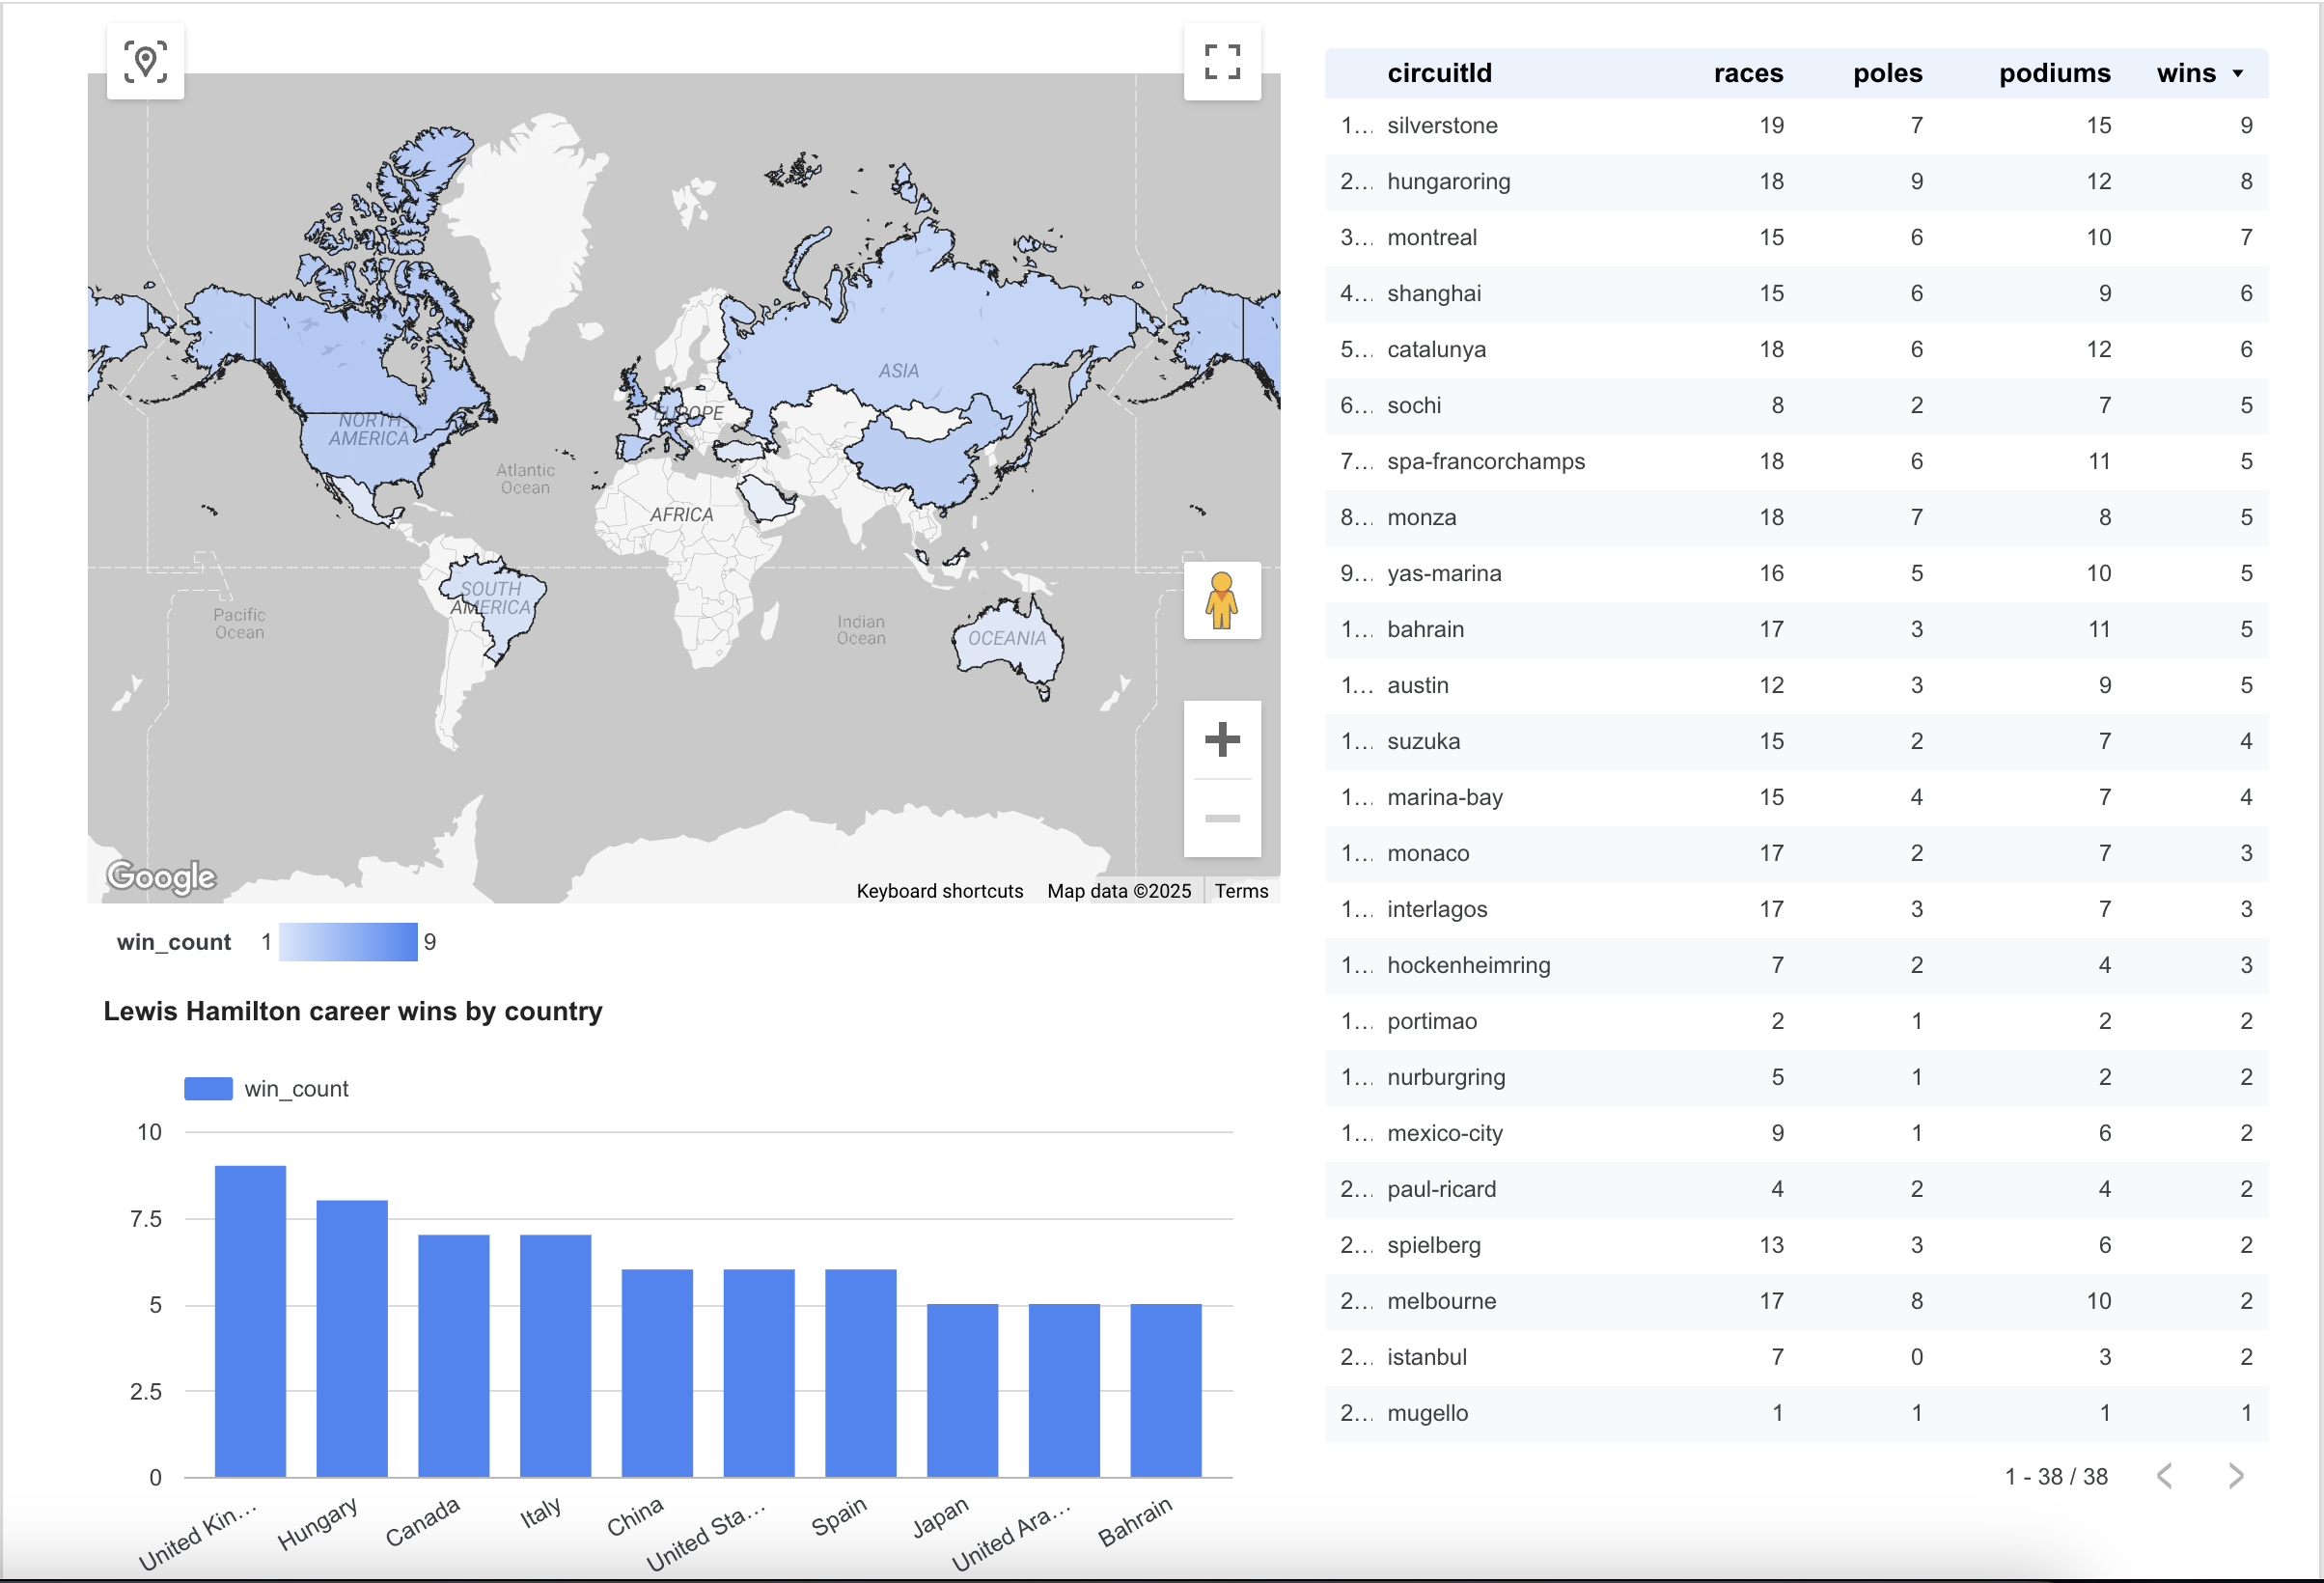 NORTH
AMERICA
EUROPE
ASIA
Atlantic
Ocean
AFRICA
SOUTH
AMERICA
Pacific
Ocean
Indian
Ocean
OCEANIA
Google
Keyboard shortcuts Map data ©2025 Terms
win_count 1 9
Lewis Hamilton career wins by country
win_count
10
7.5
5
2.5
0
United Kin...
Hungary
Canada
Italy
China
United Sta...
Spain
Japan
United Ara...
Bahrain
circuitId races poles podiums wins
1... silverstone 19 7 15 9
2... hungaroring 18 9 12 8
3... montreal 15 6 10 7
4... shanghai 15 6 9 6
5... catalunya 18 6 12 6
6... sochi 8 2 7 5
7... spa-francorchamps 18 6 11 5
8... monza 18 7 8 5
9... yas-marina 16 5 10 5
1... bahrain 17 3 11 5
1... austin 12 3 9 5
1... suzuka 15 2 7 4
1... marina-bay 15 4 7 4
1... monaco 17 2 7 3
1... interlagos 17 3 7 3
1... hockenheimring 7 2 4 3
1... portimao 2 1 2 2
1... nurburgring 5 1 2 2
1... mexico-city 9 1 6 2
2... paul-ricard 4 2 4 2
2... spielberg 13 3 6 2
2... melbourne 17 8 10 2
2... istanbul 7 0 3 2
2... mugello 1 1 1 1
1 - 38 / 38